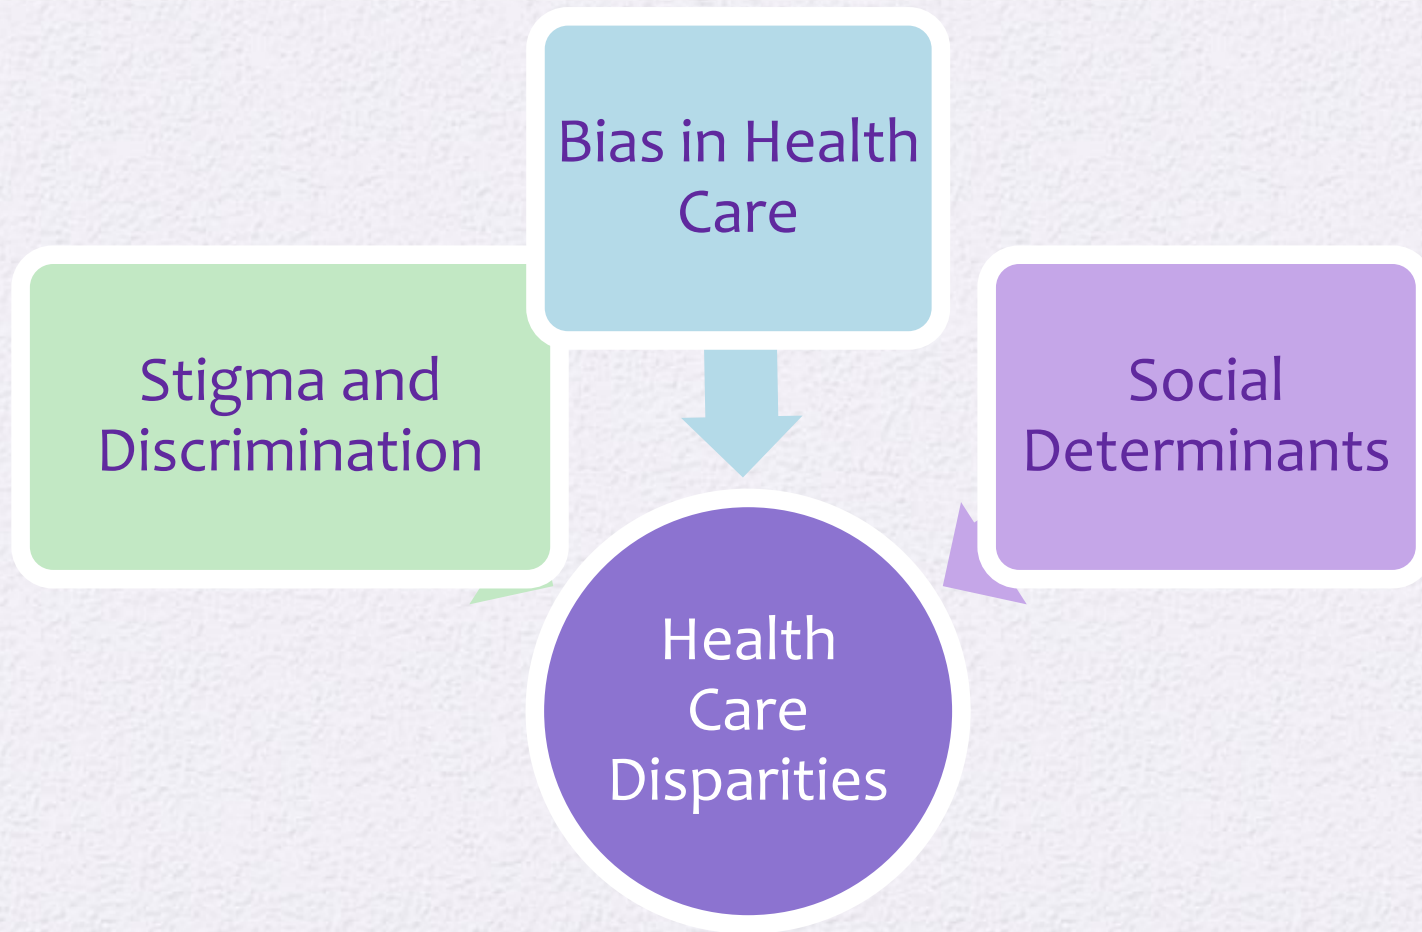 Bias in Health
Care
Stigma and
Discrimination
Social
Determinants
Health
Care
Disparities